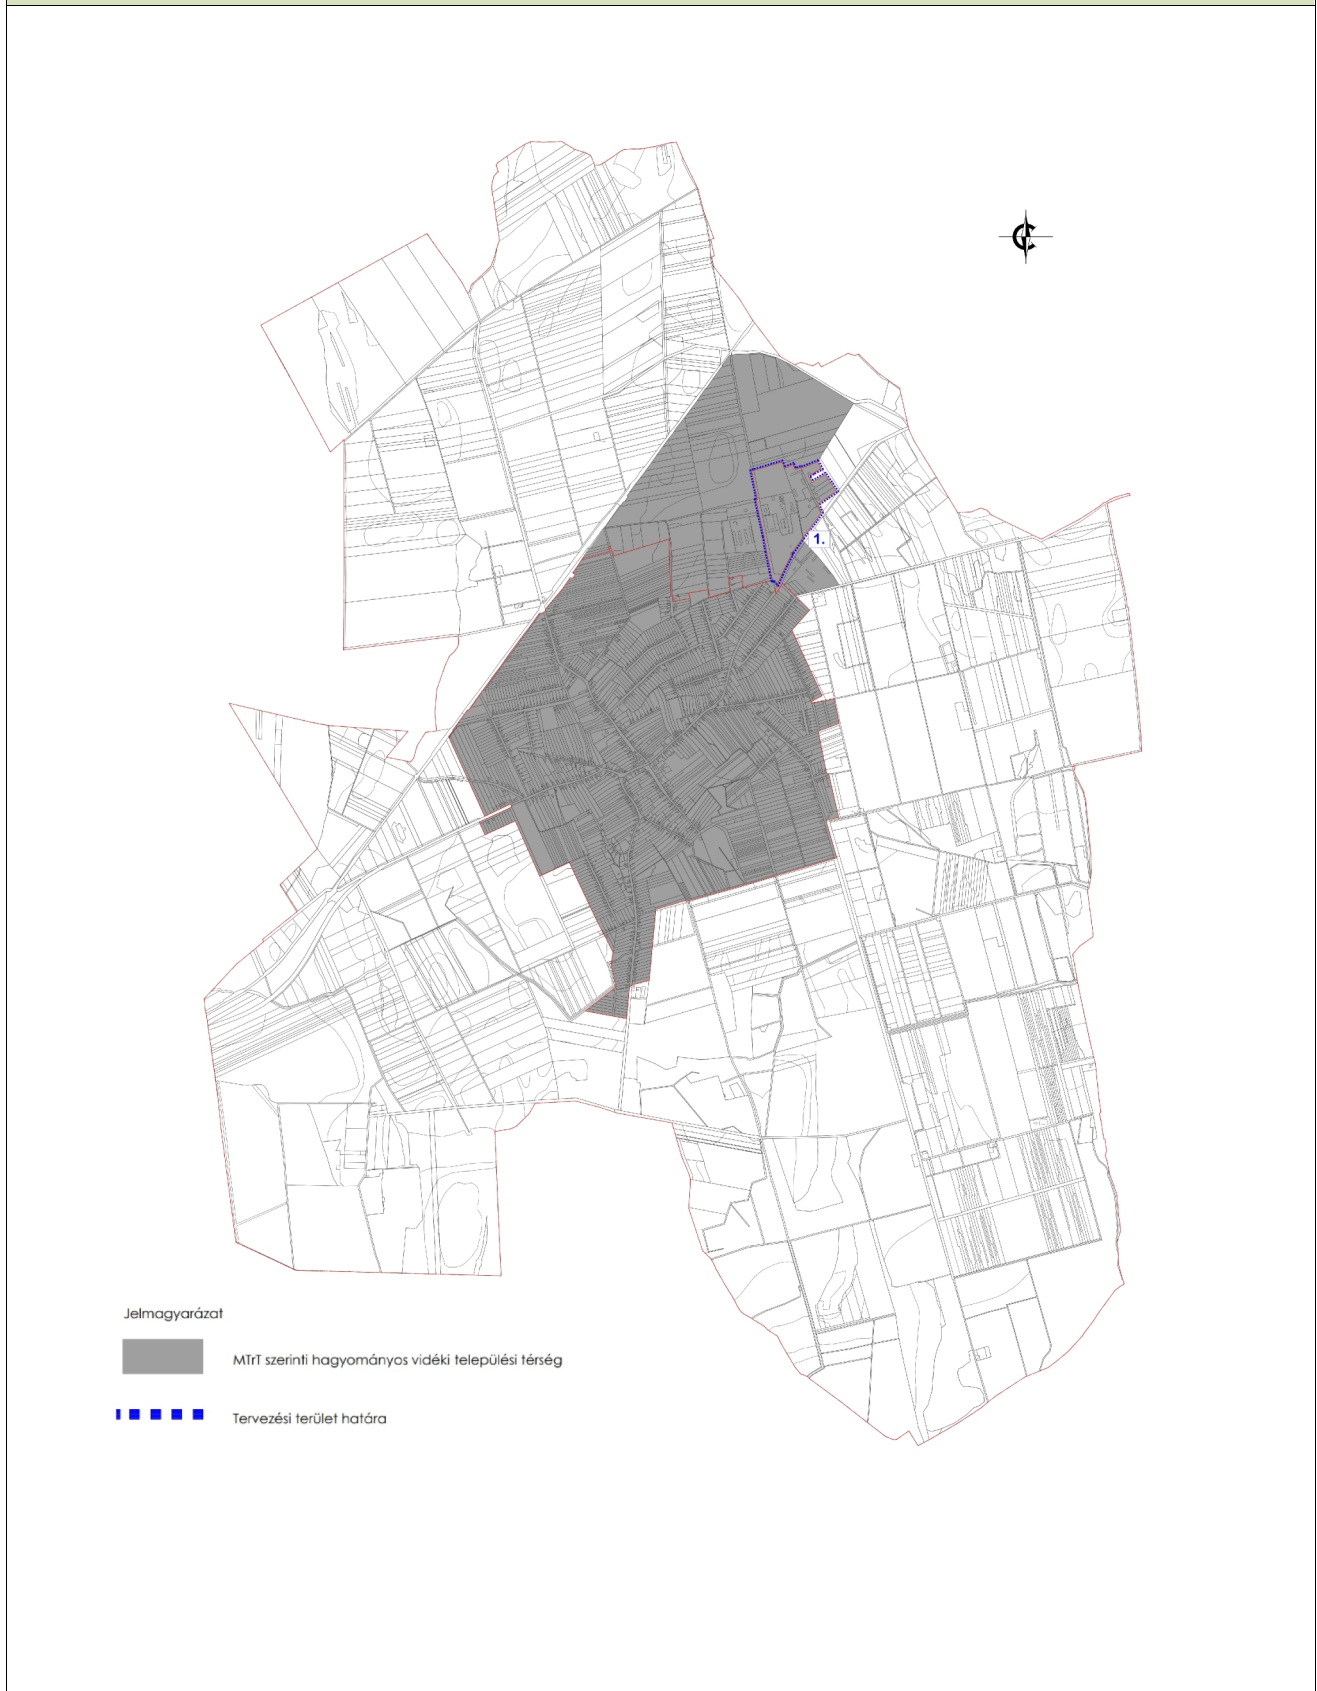 1.
Jelmagyarázat
MTrT szerinti hagyományos vidéki települési térség
Tervezési terület határa